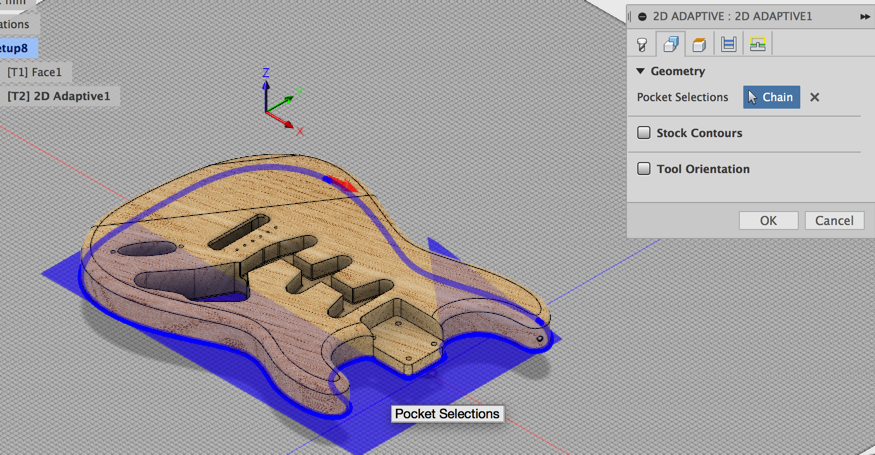 mm
ations
etup8
[T1] Face1
[T2] 2D Adaptive1
Z
Y
X
2D ADAPTIVE : 2D ADAPTIVE1
Geometry
Pocket Selections
Chain
Stock Contours
Tool Orientation
OK
Cancel
Pocket Selections